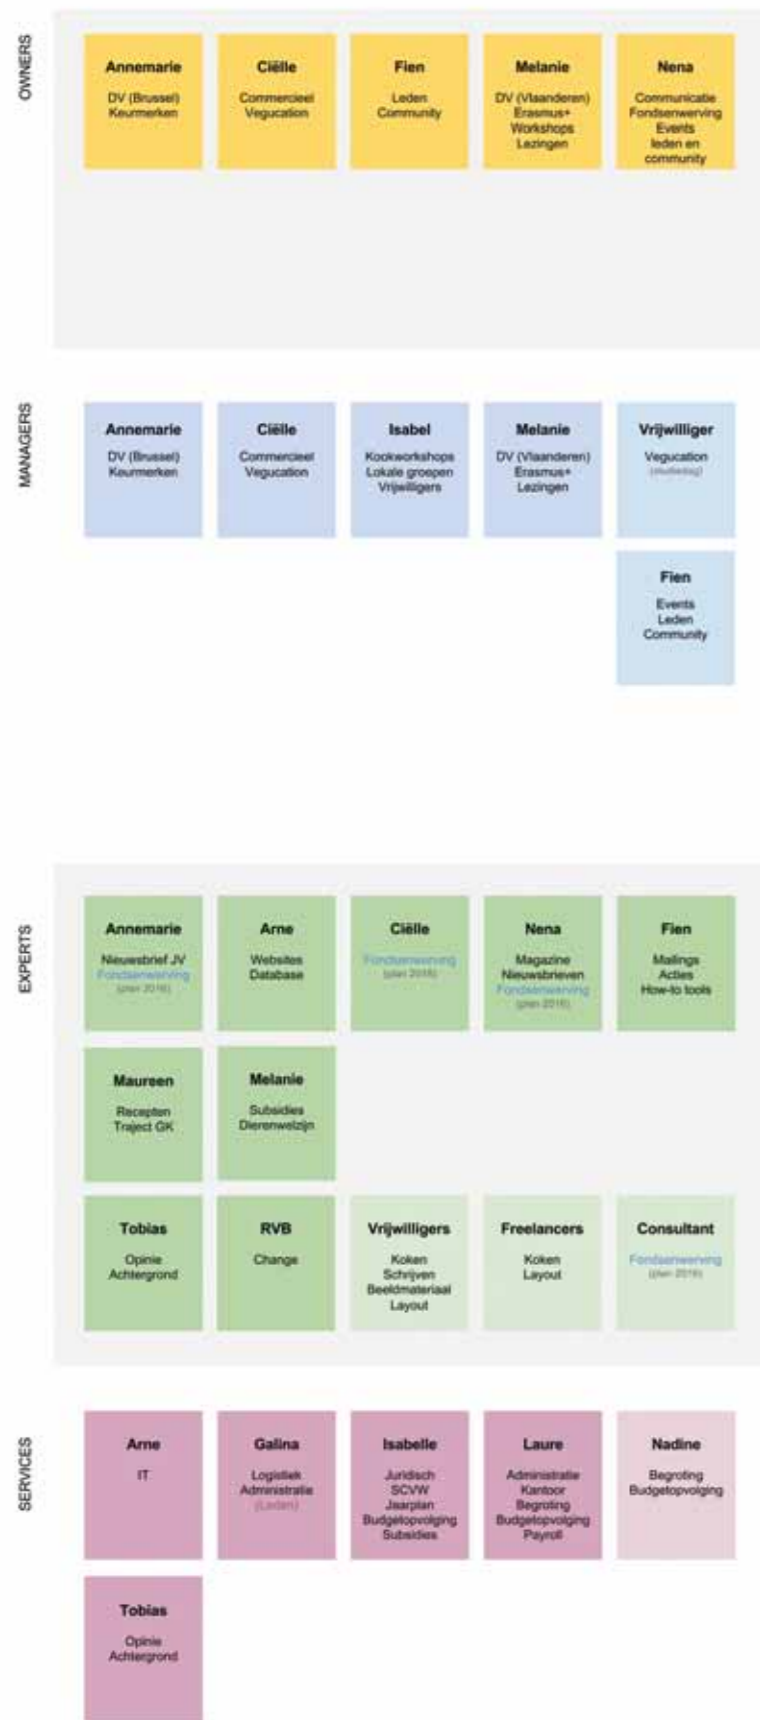 OWNERS
Annemarie
DV (Brussel)
Keurmerken
Ciëlle
Commercieel
Vegucation
Fien
Leden
Community
Melanie
DV (Vlaanderen)
Erasmus+
Workshops
Lezingen
Nena
Communicatie
Fondsenwerving
Events
leden en
community
MANAGERS
Annemarie
DV (Brussel)
Keurmerken
Ciëlle
Commercieel
Vegucation
Isabel
Kookworkshops
Lokale groepen
Vrijwilligers
Melanie
DV (Vlaanderen)
Erasmus+
Lezingen
Vrijwilliger
Vegucation
(studiedag)
Fien
Events
Leden
Community
EXPERTS
Annemarie
Nieuwsbrief JV
Fondsenwerving
(plan 2016)
Arne
Websites
Database
Ciëlle
Fondsenwerving
(plan 2016)
Nena
Magazine
Nieuwsbrieven
Fondsenwerving
(plan 2016)
Fien
Mailings
Acties
How-to tools
Maureen
Recepten
Traject GK
Melanie
Subsidies
Dierenwelzijn
Tobias
Opinie
Achtergrond
RVB
Change
Vrijwilligers
Koken
Schrijven
Beeldmateriaal
Layout
Freelancers
Koken
Layout
Consultant
Fondsenwerving
(plan 2016)
SERVICES
Arne
IT
Galina
Logistiek
Administratie
(Leden)
Isabelle
Juridisch
SCVW
Jaarplan
Budgetopvolging
Subsidies
Laure
Administratie
Kantoor
Begroting
Budgetopvolging
Payroll
Nadine
Begroting
Budgetopvolging
Tobias
Opinie
Achtergrond